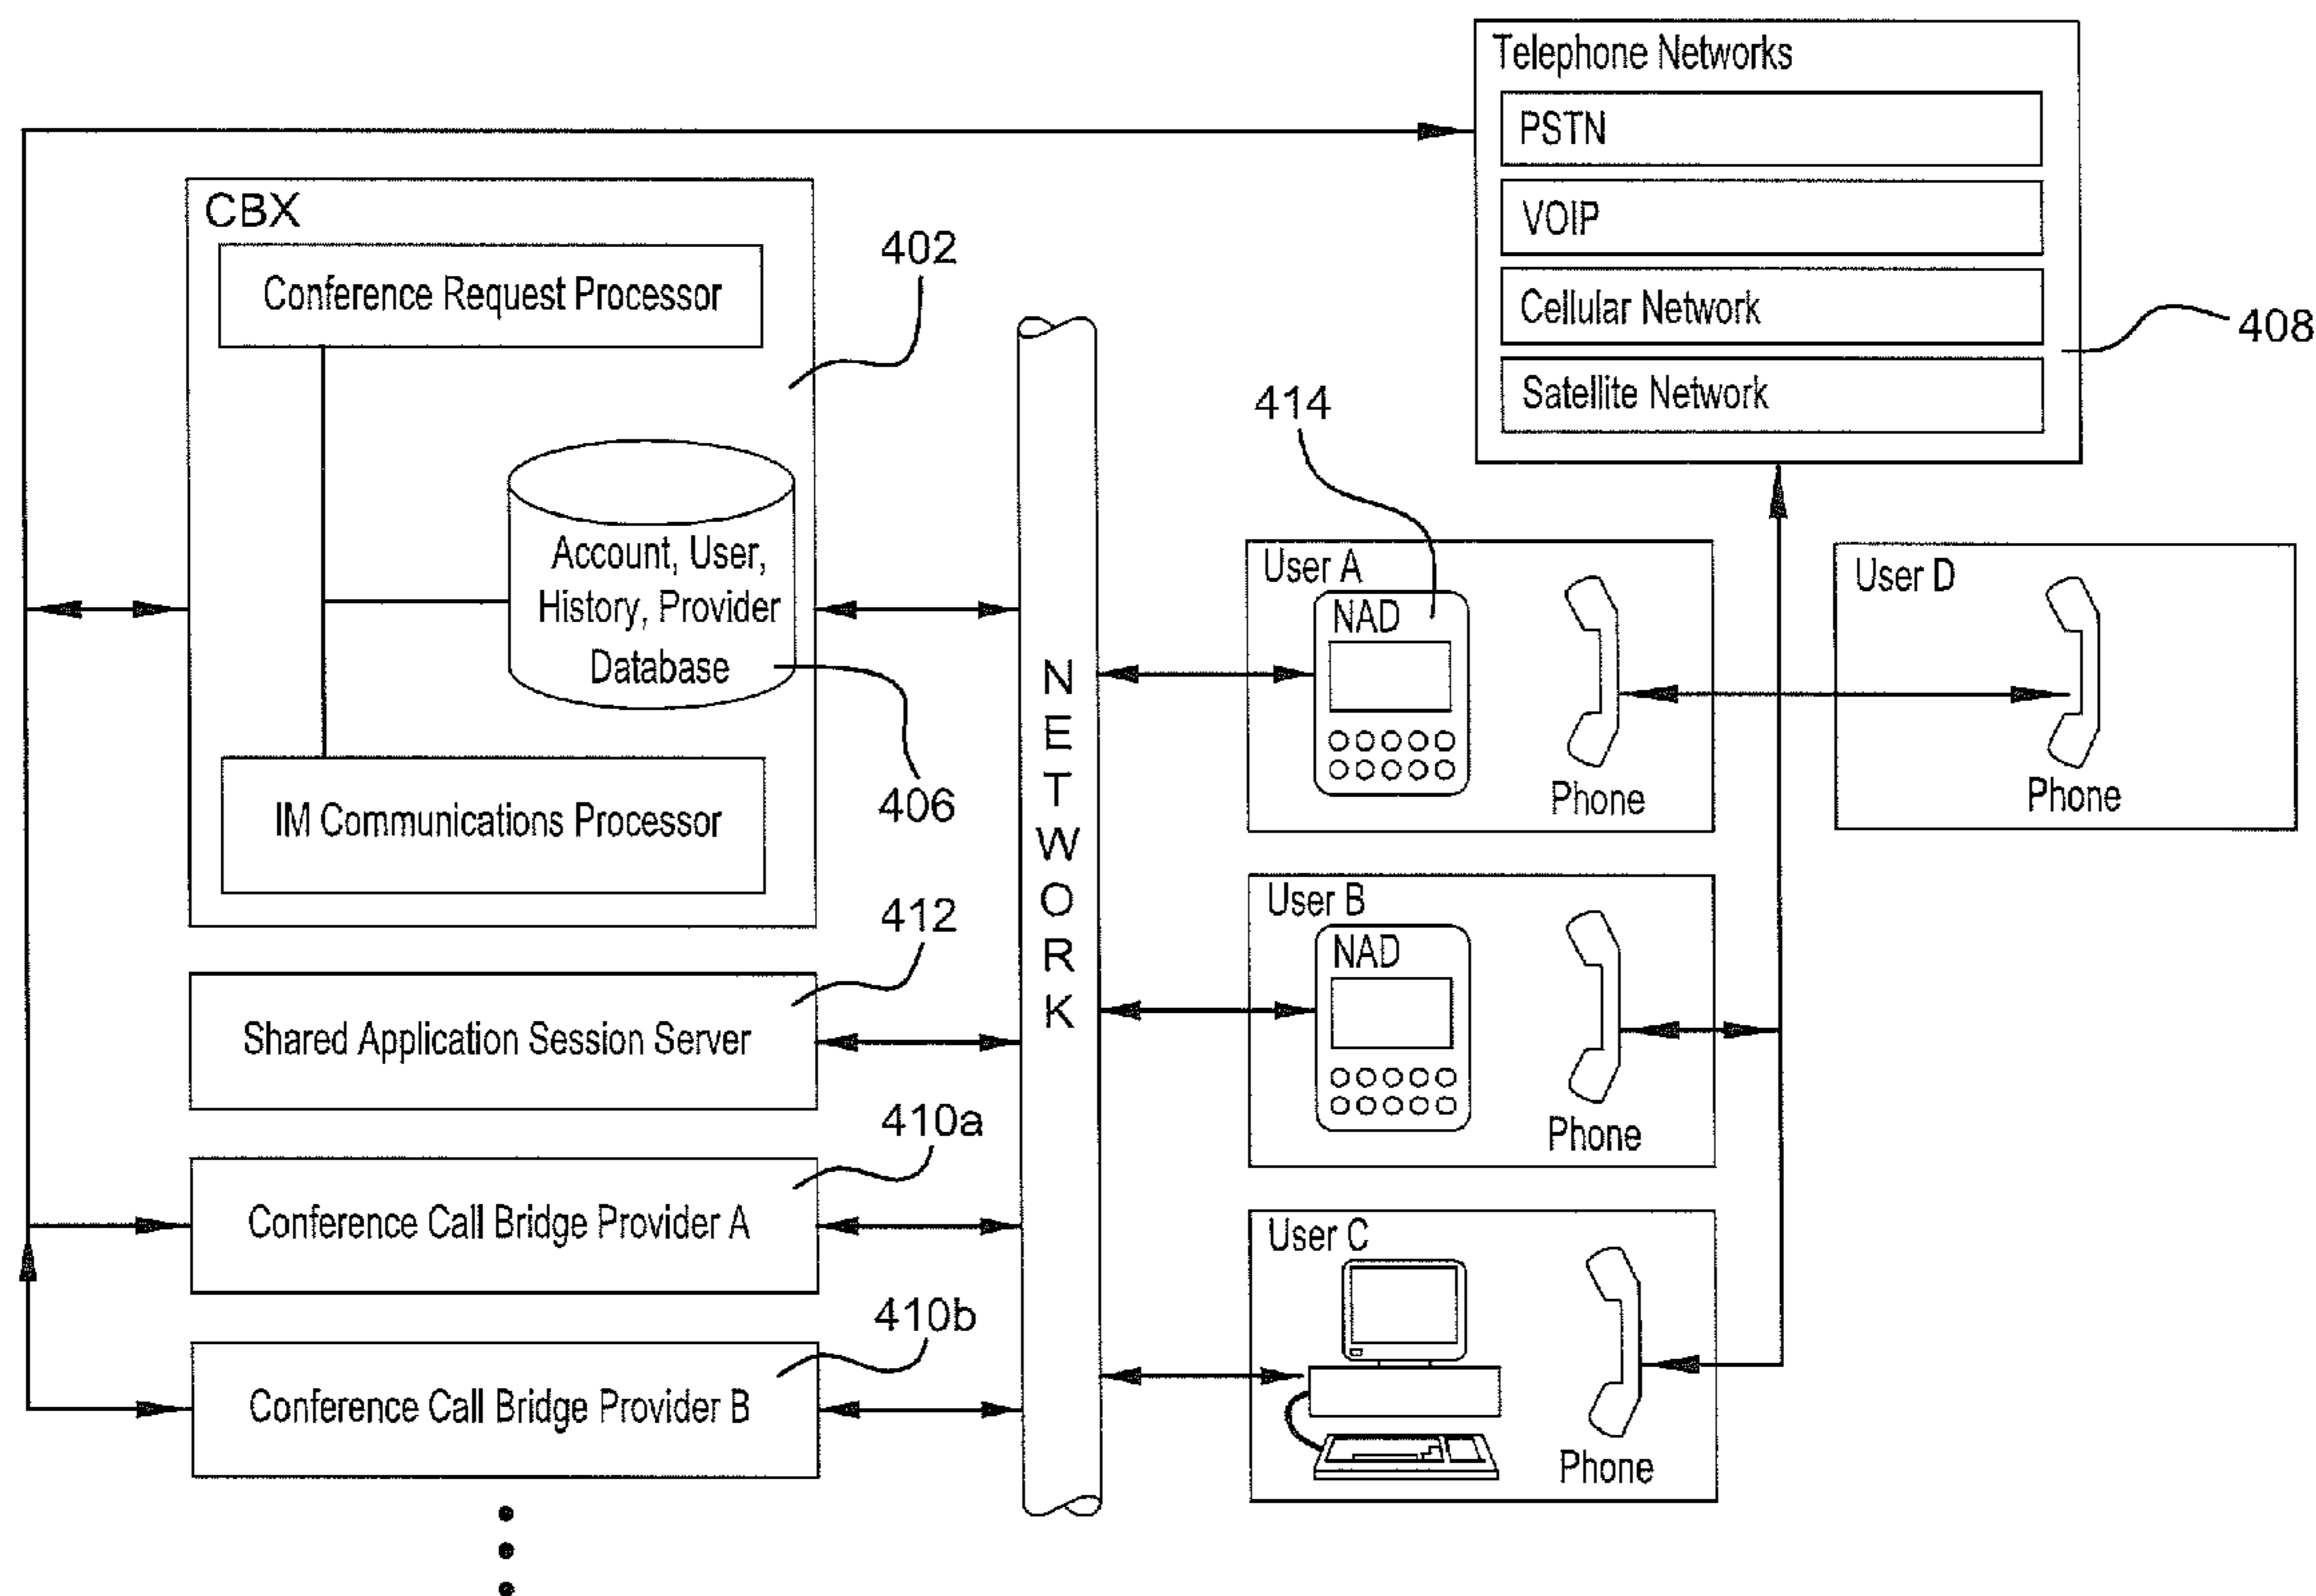 Telephone Networks
PSTN
VOIP
Cellular Network
Satellite Network
408
CBX
Conference Request Processor
402
Account, User,
History, Provider
Database
406
IM Communications Processor
412
Shared Application Session Server
410a
Conference Call Bridge Provider A
410b
Conference Call Bridge Provider B
NETWORK
414
User A
NAD
Phone
User D
Phone
User B
NAD
Phone
User C
Phone